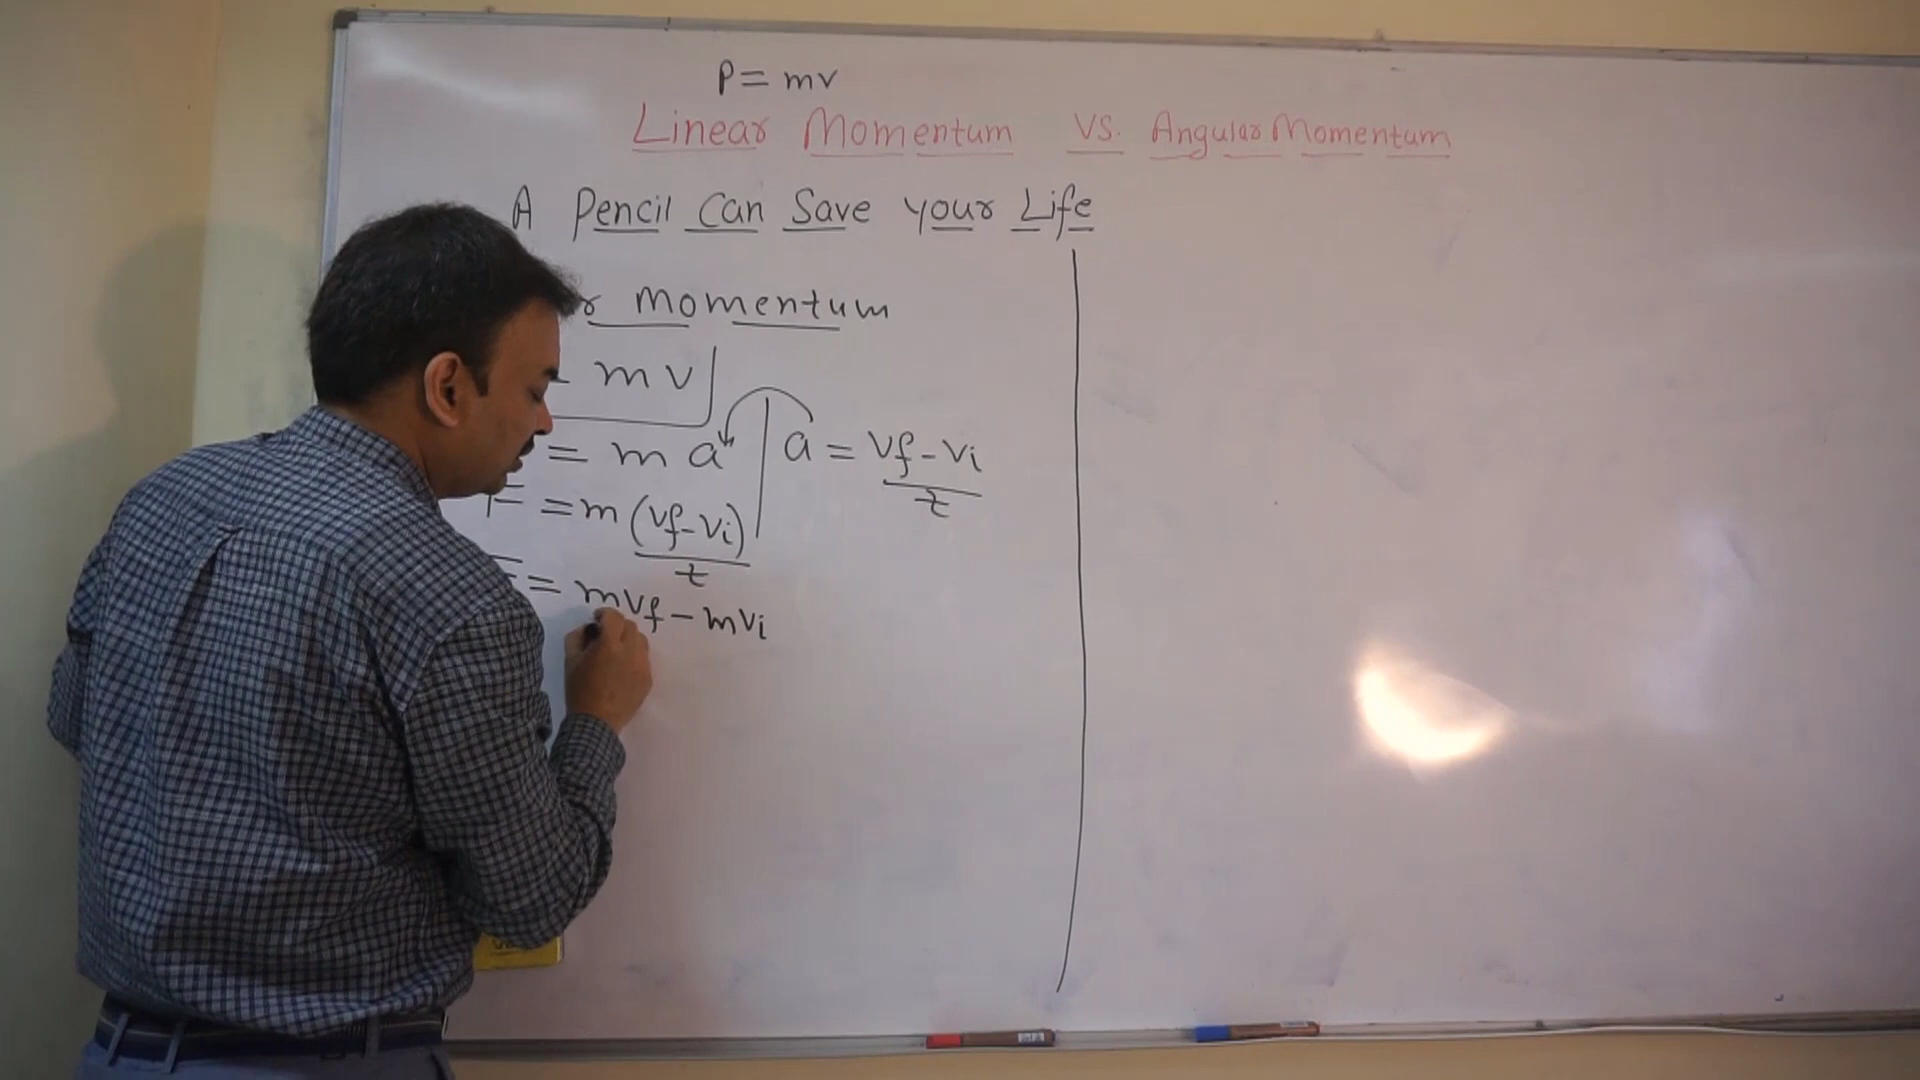 P = mv
Linear Momentum VS. Angular Momentum
A Pencil Can Save your Life
r momentum
mv
= ma
a = vf - vi / t
F = m (vf - vi) / t
= mvf - mvi